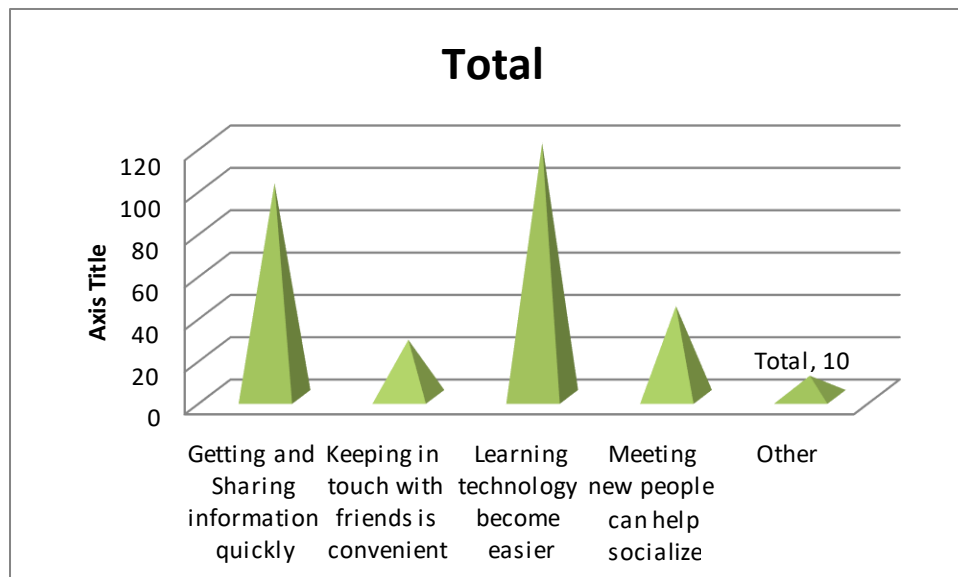 Total
120
100
80
60
40
20
0
Axis Title
Total, 10
Getting and Sharing information quickly
Keeping in touch with friends is convenient
Learning technology become easier
Meeting new people can help socialize
Other